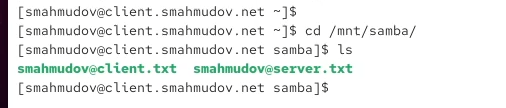 [smahmudov@client.smahmudov.net ~]$
[smahmudov@client.smahmudov.net ~]$ cd /mnt/samba/
[smahmudov@client.smahmudov.net samba]$ ls
smahmudov@client.txt  smahmudov@server.txt
[smahmudov@client.smahmudov.net samba]$